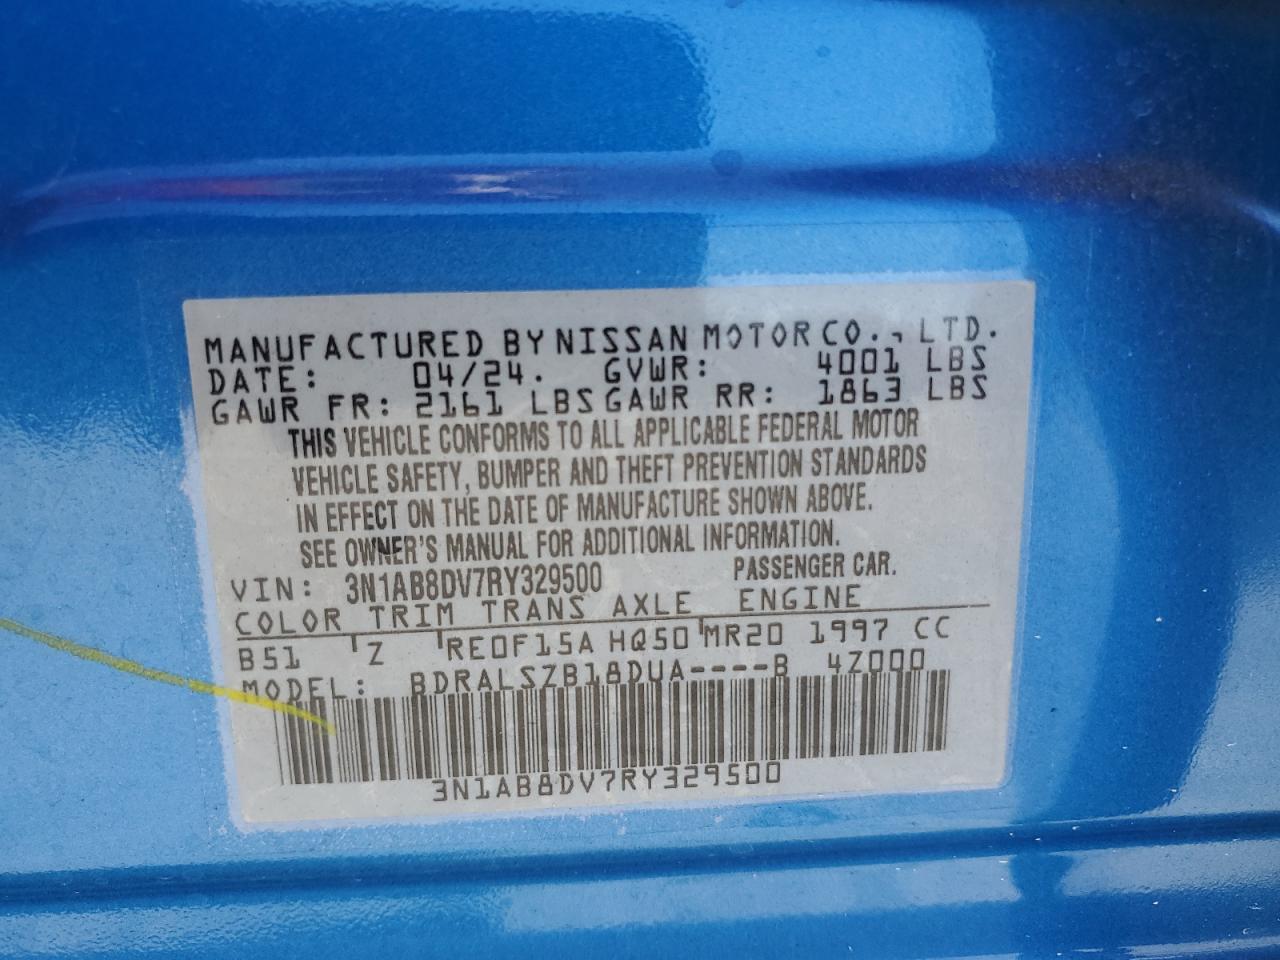 MANUFACTURED BY NISSAN MOTOR CO., LTD.
DATE: 04/24. GVWR: 4001 LBS
GAWR FR: 2161 LBS GAWR RR: 1863 LBS
THIS VEHICLE CONFORMS TO ALL APPLICABLE FEDERAL MOTOR
VEHICLE SAFETY, BUMPER AND THEFT PREVENTION STANDARDS
IN EFFECT ON THE DATE OF MANUFACTURE SHOWN ABOVE.
SEE OWNER'S MANUAL FOR ADDITIONAL INFORMATION.
VIN: 3N1AB8DV7RY329500 PASSENGER CAR.
COLOR TRIM TRANS AXLE ENGINE
B51 Z RE0F15A HQ50 MR20 1997 CC
MODEL: BDRALSZB18DUA----B 4Z000
3N1AB8DV7RY329500